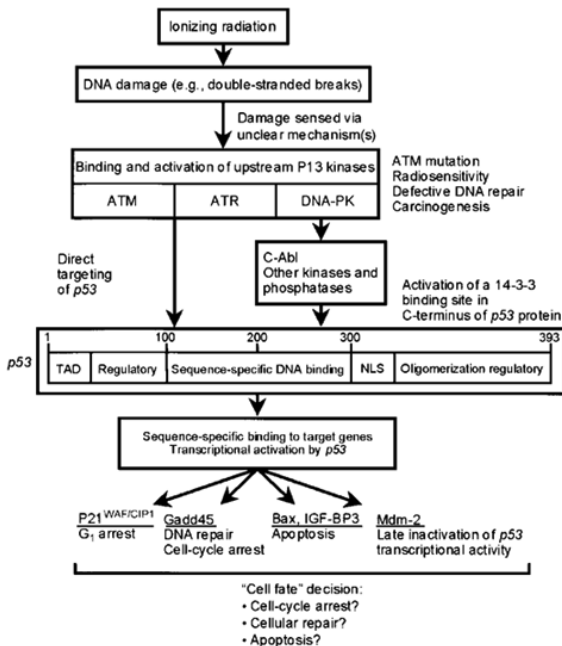 Ionizing radiation
DNA damage (e.g., double-stranded breaks)
Damage sensed via
unclear mechanism(s)
Binding and activation of upstream P13 kinases
ATM ATR DNA-PK
ATM mutation
Radiosensitivity
Defective DNA repair
Carcinogenesis
Direct
targeting
of p53
C-Abl
Other kinases and
phosphatases
Activation of a 14-3-3
binding site in
C-terminus of p53 protein
1 100 200 300 393
p53
TAD Regulatory Sequence-specific DNA binding NLS Oligomerization regulatory
Sequence-specific binding to target genes
Transcriptional activation by p53
P21 WAF/CIP1
G1 arrest
Gadd45
DNA repair
Cell-cycle arrest
Bax, IGF-BP3
Apoptosis
Mdm-2
Late inactivation of p53
transcriptional activity
"Cell fate" decision:
• Cell-cycle arrest?
• Cellular repair?
• Apoptosis?